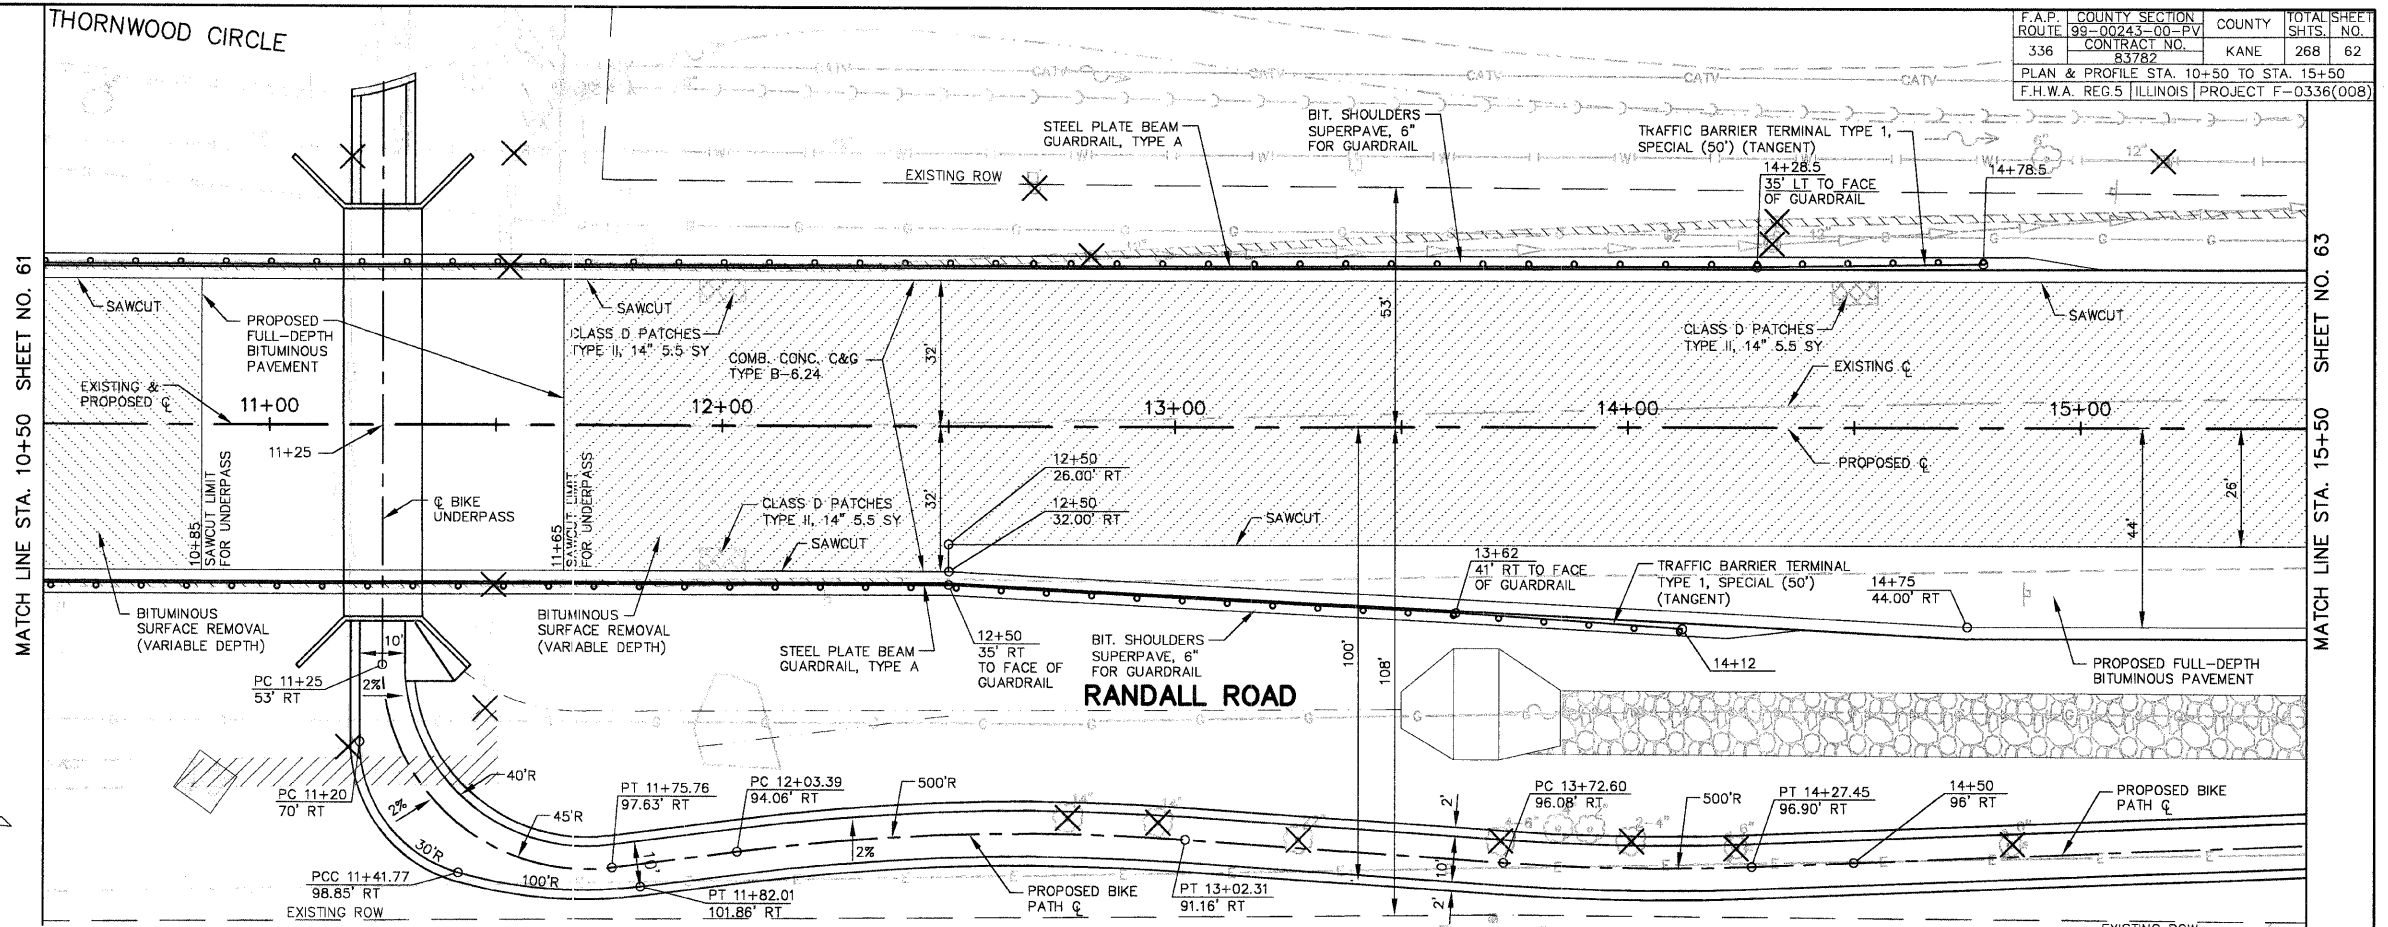 THORNWOOD CIRCLE
F.A.P. ROUTE
COUNTY SECTION
COUNTY
TOTAL SHTS.
SHEET NO.
99-00243-00-PV
336
CONTRACT NO.
83782
KANE
268
62
PLAN & PROFILE STA. 10+50 TO STA. 15+50
F.H.W.A. REG.5
ILLINOIS
PROJECT F-0336(008)
CATV
CATV
CATV
CATV
CATV
STEEL PLATE BEAM
GUARDRAIL, TYPE A
BIT. SHOULDERS
SUPERPAVE, 6"
FOR GUARDRAIL
TRAFFIC BARRIER TERMINAL TYPE 1,
SPECIAL (50') (TANGENT)
14+28.5
35' LT TO FACE
OF GUARDRAIL
14+78.5
12"
EXISTING ROW
MATCH LINE STA. 10+50 SHEET NO. 61
MATCH LINE STA. 15+50 SHEET NO. 63
SAWCUT
PROPOSED
FULL-DEPTH
BITUMINOUS
PAVEMENT
SAWCUT
CLASS D PATCHES
TYPE II, 14" 5.5 SY
COMB. CONC. C&G
TYPE B-6.24
32'
53'
CLASS D PATCHES
TYPE II, 14" 5.5 SY
SAWCUT
EXISTING ℄
EXISTING &
PROPOSED ℄
11+00
12+00
13+00
14+00
15+00
11+25
PROPOSED ℄
10+85
SAWCUT LIMIT
FOR UNDERPASS
℄ BIKE
UNDERPASS
11+65
SAWCUT LIMIT
FOR UNDERPASS
CLASS D PATCHES
TYPE II, 14" 5.5 SY
SAWCUT
32'
12+50
26.00' RT
12+50
32.00' RT
SAWCUT
26'
44'
13+62
41' RT TO FACE
OF GUARDRAIL
TRAFFIC BARRIER TERMINAL
TYPE 1, SPECIAL (50')
(TANGENT)
14+75
44.00' RT
BITUMINOUS
SURFACE REMOVAL
(VARIABLE DEPTH)
BITUMINOUS
SURFACE REMOVAL
(VARIABLE DEPTH)
STEEL PLATE BEAM
GUARDRAIL, TYPE A
12+50
35' RT
TO FACE OF
GUARDRAIL
BIT. SHOULDERS
SUPERPAVE, 6"
FOR GUARDRAIL
100'
108'
14+12
PROPOSED FULL-DEPTH
BITUMINOUS PAVEMENT
10'
PC 11+25
53' RT
2%
RANDALL ROAD
PC 11+20
70' RT
2%
40'R
45'R
30'R
100'R
PCC 11+41.77
98.85' RT
PT 11+75.76
97.63' RT
PC 12+03.39
94.06' RT
500'R
10'
2%
PT 11+82.01
101.86' RT
PROPOSED BIKE
PATH ℄
PT 13+02.31
91.16' RT
2'
10'
2'
PC 13+72.60
96.08' RT
500'R
PT 14+27.45
96.90' RT
14+50
96' RT
PROPOSED BIKE
PATH ℄
EXISTING ROW
EXISTING ROW